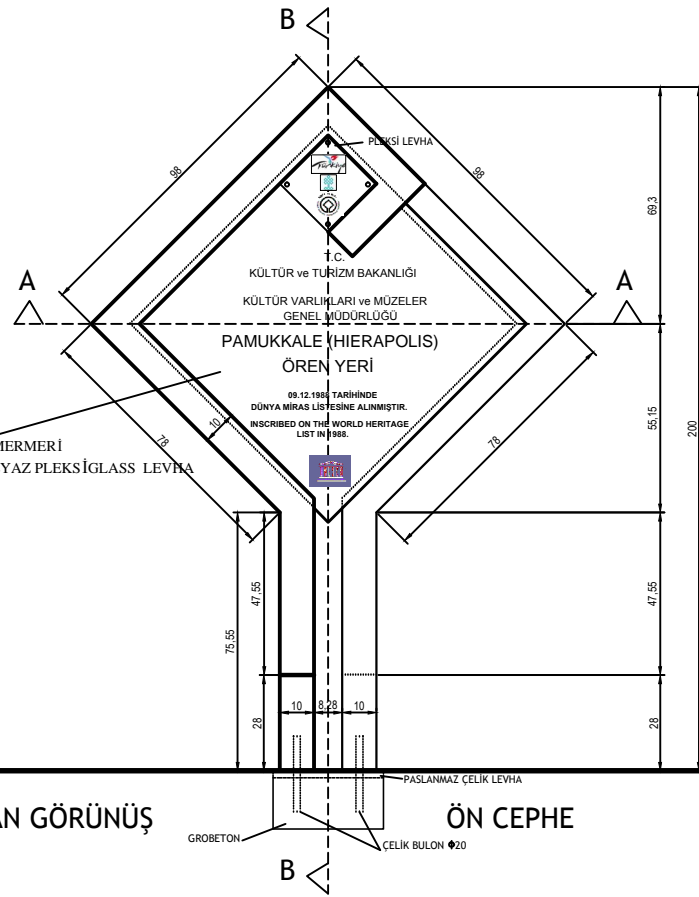 B
98
PLEKSİ LEVHA
98
69,3
T.C.
KÜLTÜR ve TURİZM BAKANLIĞI
A
A
KÜLTÜR VARLIKLARI ve MÜZELER
GENEL MÜDÜRLÜĞÜ
PAMUKKALE (HIERAPOLIS)
ÖREN YERİ
09.12.1988 TARİHİNDE
DÜNYA MİRAS LİSTESİNE ALINMIŞTIR.
INSCRIBED ON THE WORLD HERITAGE
LIST IN 1988.
10
MERMERİ
YAZ PLEKSİGLASS LEVHA
78
78
55,15
200
47,55
75,55
47,55
28
10
8,28
10
28
PASLANMAZ ÇELİK LEVHA
AN GÖRÜNÜŞ
ÖN CEPHE
GROBETON
ÇELİK BULON Φ20
B